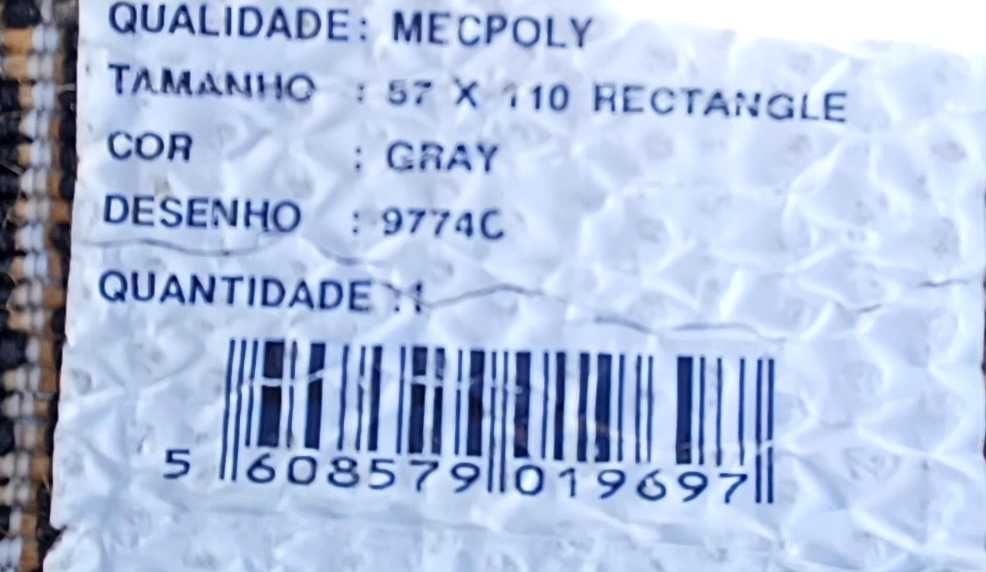 QUALIDADE: MECPOLY
TAMANHO : 57 X 110 RECTANGLE
COR : GRAY
DESENHO : 9774C
QUANTIDADE :1
5 608579 019697